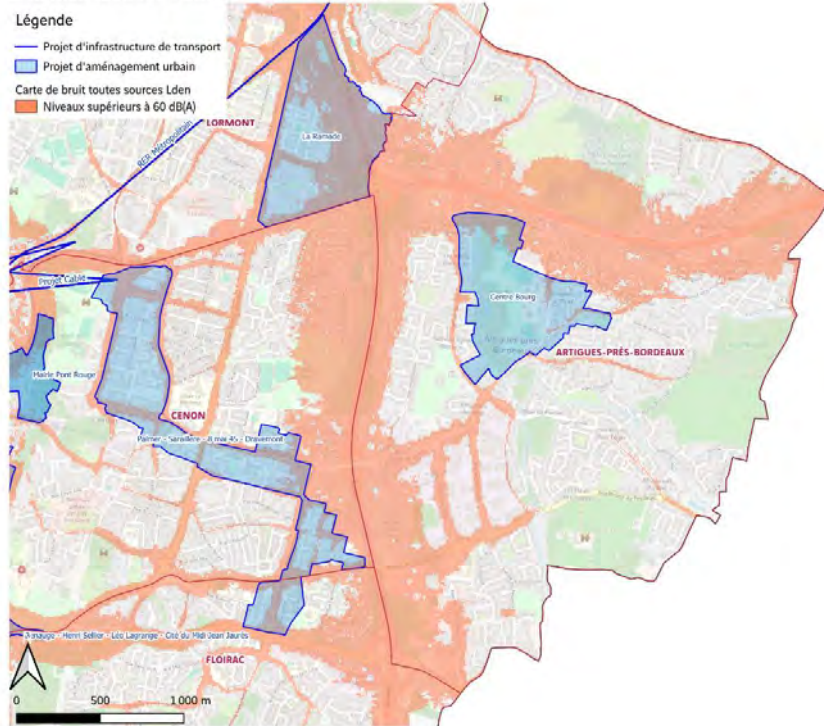 Légende
Projet d'infrastructure de transport
Projet d'aménagement urbain
Carte de bruit toutes sources Lden
Niveaux supérieurs à 60 dB(A)
LORMONT
La Ramade
RER Métropolitain
Projet Cable
Centre Bourg
ARTIGUES-PRÈS-BORDEAUX
Mairie Pont Rouge
CENON
Palmer - Saraillère - 8 mai 45 - Dravemont
Henri Sellier - Léo Lagrange - Cité du Midi Jean Jaurès
FLOIRAC
0 500 1 000 m